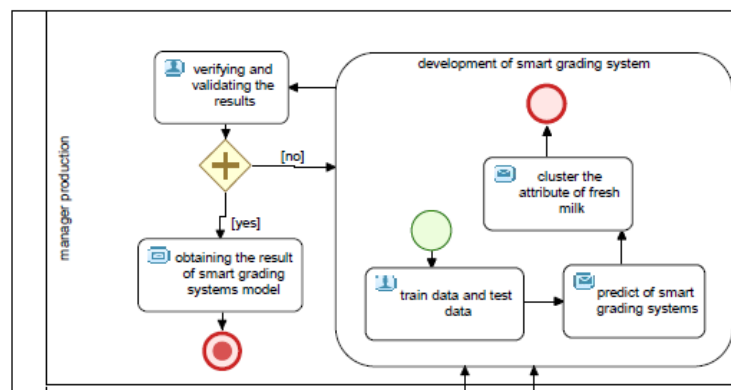 manager production
verifying and
validating the
results
[no]
[yes]
obtaining the result
of smart grading
systems model
development of smart grading system
cluster the
attribute of fresh
milk
train data and test
data
predict of smart
grading systems